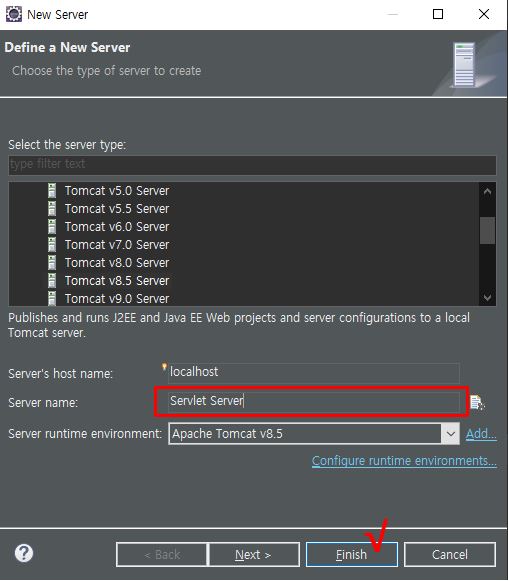 New Server
Define a New Server
Choose the type of server to create
Select the server type:
type filter text
Tomcat v5.0 Server
Tomcat v5.5 Server
Tomcat v6.0 Server
Tomcat v7.0 Server
Tomcat v8.0 Server
Tomcat v8.5 Server
Tomcat v9.0 Server
Publishes and runs J2EE and Java EE Web projects and server configurations to a local
Tomcat server.
Server's host name: localhost
Server name: Servlet Server
Server runtime environment: Apache Tomcat v8.5 Add...
Configure runtime environments...
? < Back Next > Finish Cancel